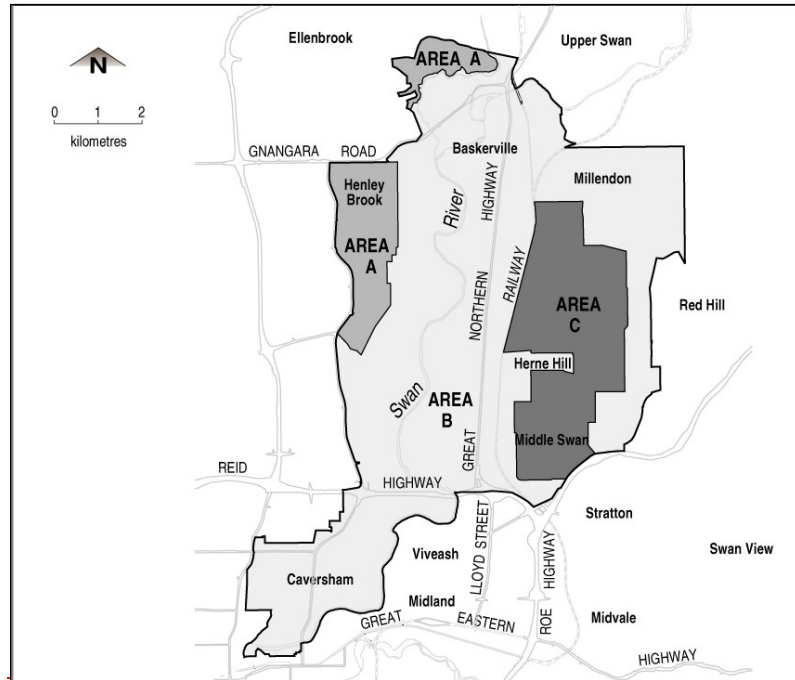 Ellenbrook
Upper Swan
AREA A
N
0 1 2
kilometres
GNANGARA ROAD
Baskerville
Henley
Brook
Millendon
River
HIGHWAY
AREA
A
RAILWAY
NORTHERN
AREA
C
Red Hill
Herne Hill
Swan
AREA
B
GREAT
Middle Swan
REID
HIGHWAY
Stratton
LLOYD STREET
Viveash
HIGHWAY
Swan View
Caversham
Midland
GREAT EASTERN
ROE
Midvale
HIGHWAY